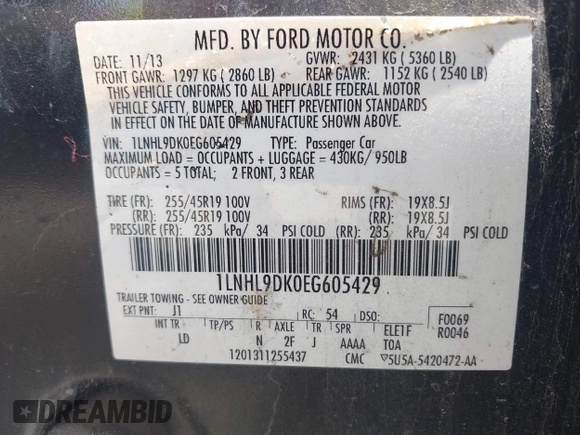 MFD. BY FORD MOTOR CO.
DATE: 11/13 GVWR: 2431 KG ( 5360 LB)
FRONT GAWR: 1297 KG ( 2860 LB) REAR GAWR: 1152 KG ( 2540 LB)
THIS VEHICLE CONFORMS TO ALL APPLICABLE FEDERAL MOTOR
VEHICLE SAFETY, BUMPER, AND THEFT PREVENTION STANDARDS
IN EFFECT ON THE DATE OF MANUFACTURE SHOWN ABOVE.
VIN: 1LNHL9DK0EG605429 TYPE: Passenger Car
MAXIMUM LOAD = OCCUPANTS + LUGGAGE = 430KG/ 950LB
OCCUPANTS = 5 TOTAL; 2 FRONT, 3 REAR
TIRE (FR): 255/45R19 100V RIMS (FR): 19X8.5J
(RR): 255/45R19 100V (RR): 19X8.5J
PRESSURE (FR): 235 kPa/ 34 PSI COLD (RR): 235 kPa/ 34 PSI COLD
1LNHL9DK0EG605429
TRAILER TOWING - SEE OWNER GUIDE
EXT PNT: J1 RC: 54 DSO: F0069
INT TR TP/PS R AXLE TR SPR ELE1F R0046
LD N 2F J AAAA TOA
1201311255437 CMC 5U5A-5420472-AA
DREAMBID